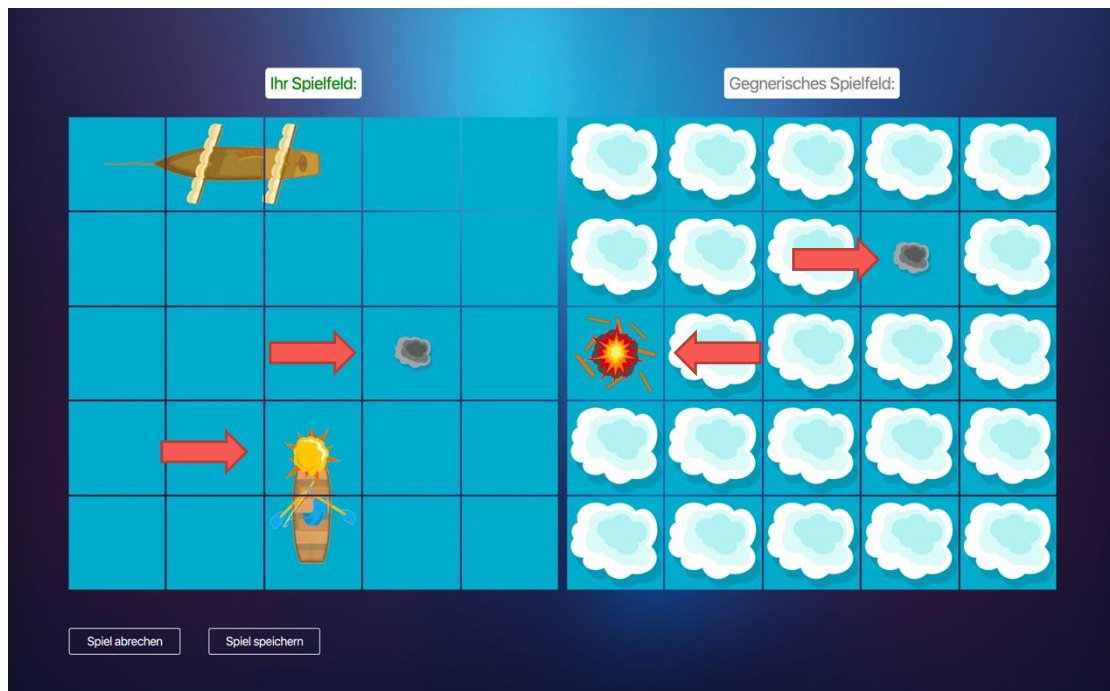 Ihr Spielfeld:
Gegnerisches Spielfeld:
Spiel abrechen
Spiel speichern